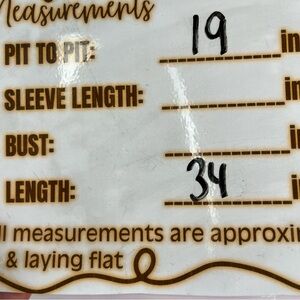 Measurements
PIT TO PIT: 19 in
SLEEVE LENGTH: in
BUST: in
LENGTH: 34 in
ll measurements are approxi
& laying flat